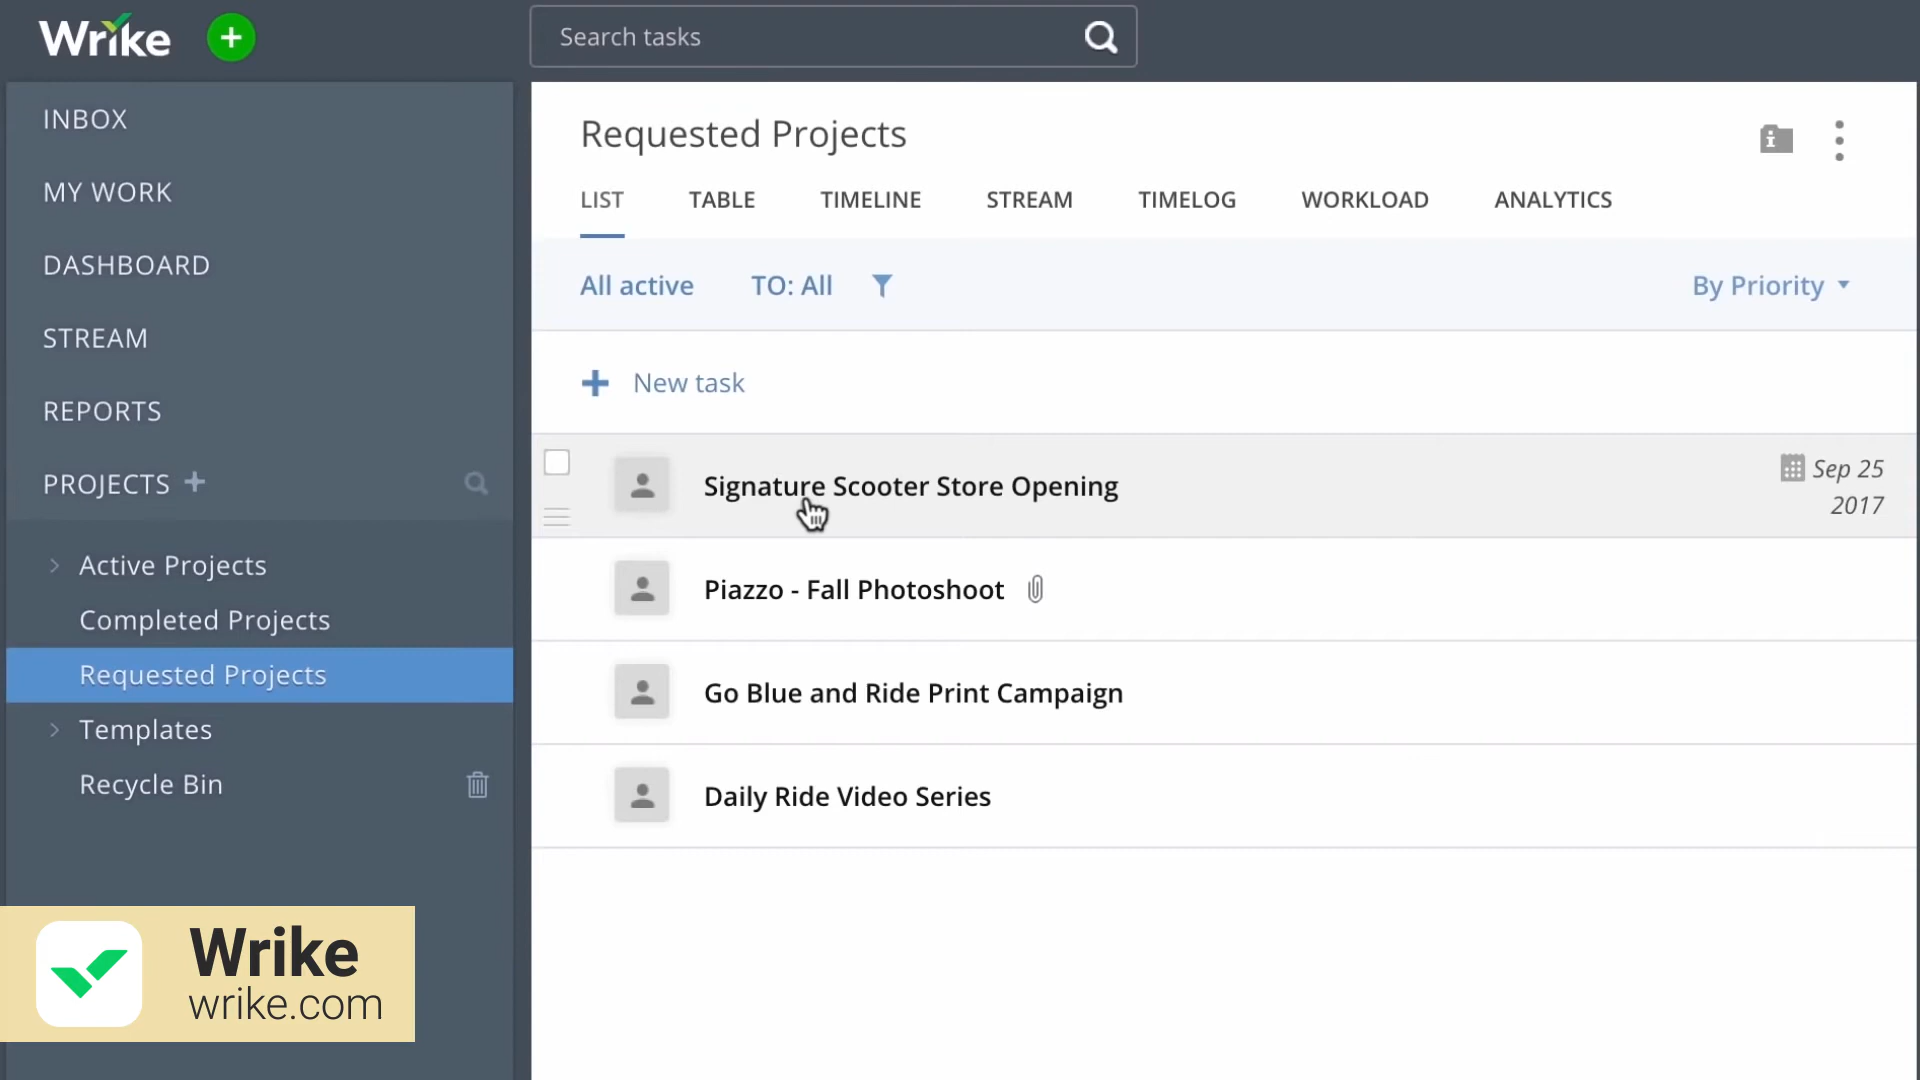 Wrike
Search tasks
INBOX
MY WORK
DASHBOARD
STREAM
REPORTS
PROJECTS
Active Projects
Completed Projects
Requested Projects
Templates
Recycle Bin
Requested Projects
LIST TABLE TIMELINE STREAM TIMELOG WORKLOAD ANALYTICS
All active TO: All By Priority
New task
Signature Scooter Store Opening Sep 25
2017
Piazzo - Fall Photoshoot
Go Blue and Ride Print Campaign
Daily Ride Video Series
Wrike
wrike.com